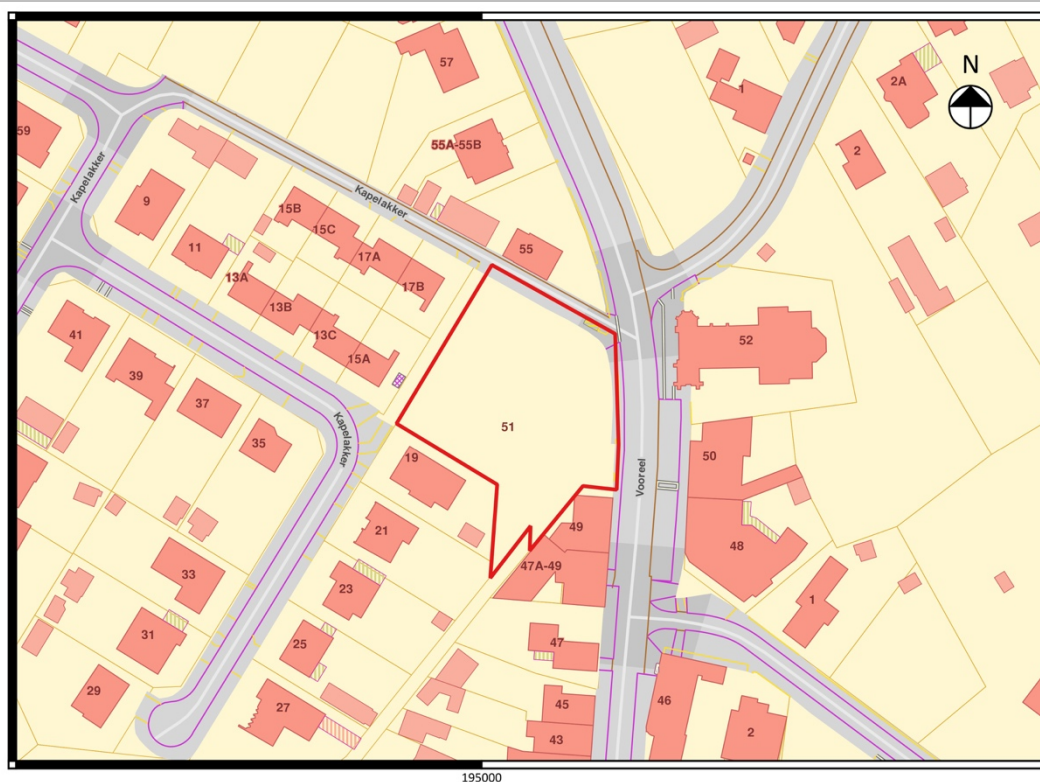 57
N
1
2A
59
55A-55B
2
Kapelakker
Kapelakker
9
15B
15C
11
17A
55
13A
17B
13B
13C
15A
52
41
39
37
35
Kapelakker
51
19
50
Vooreel
21
49
48
47A-49
33
23
1
31
25
47
29
27
45
46
43
2
195000